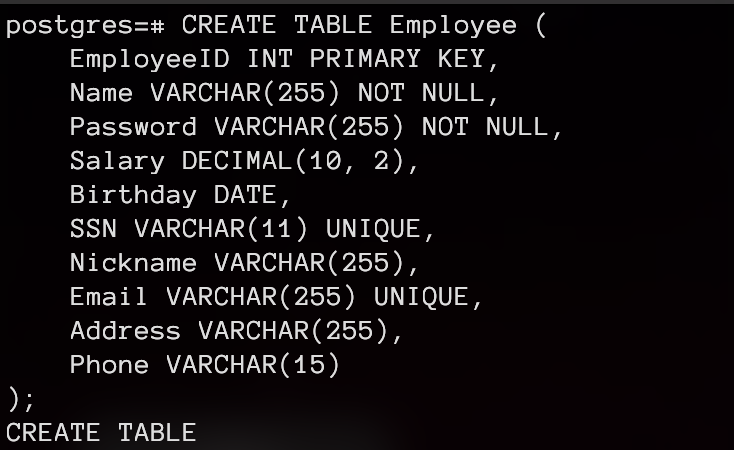 postgres=# CREATE TABLE Employee (
    EmployeeID INT PRIMARY KEY,
    Name VARCHAR(255) NOT NULL,
    Password VARCHAR(255) NOT NULL,
    Salary DECIMAL(10, 2),
    Birthday DATE,
    SSN VARCHAR(11) UNIQUE,
    Nickname VARCHAR(255),
    Email VARCHAR(255) UNIQUE,
    Address VARCHAR(255),
    Phone VARCHAR(15)
);
CREATE TABLE